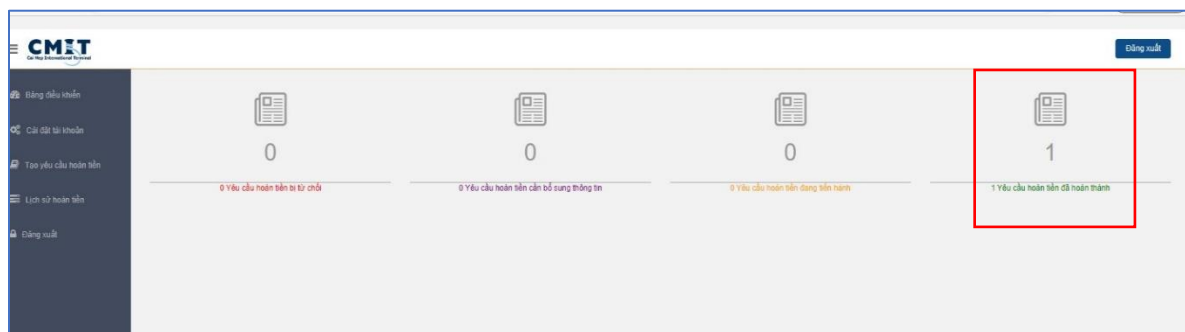 CMIT
Cai Mep International Terminal
Đăng xuất
Bảng điều khiển
Cài đặt tài khoản
Tạo yêu cầu hoàn tiền
Lịch sử hoàn tiền
Đăng xuất
0
0 Yêu cầu hoàn tiền bị từ chối
0
0 Yêu cầu hoàn tiền cần bổ sung thông tin
0
0 Yêu cầu hoàn tiền đang tiến hành
1
1 Yêu cầu hoàn tiền đã hoàn thành